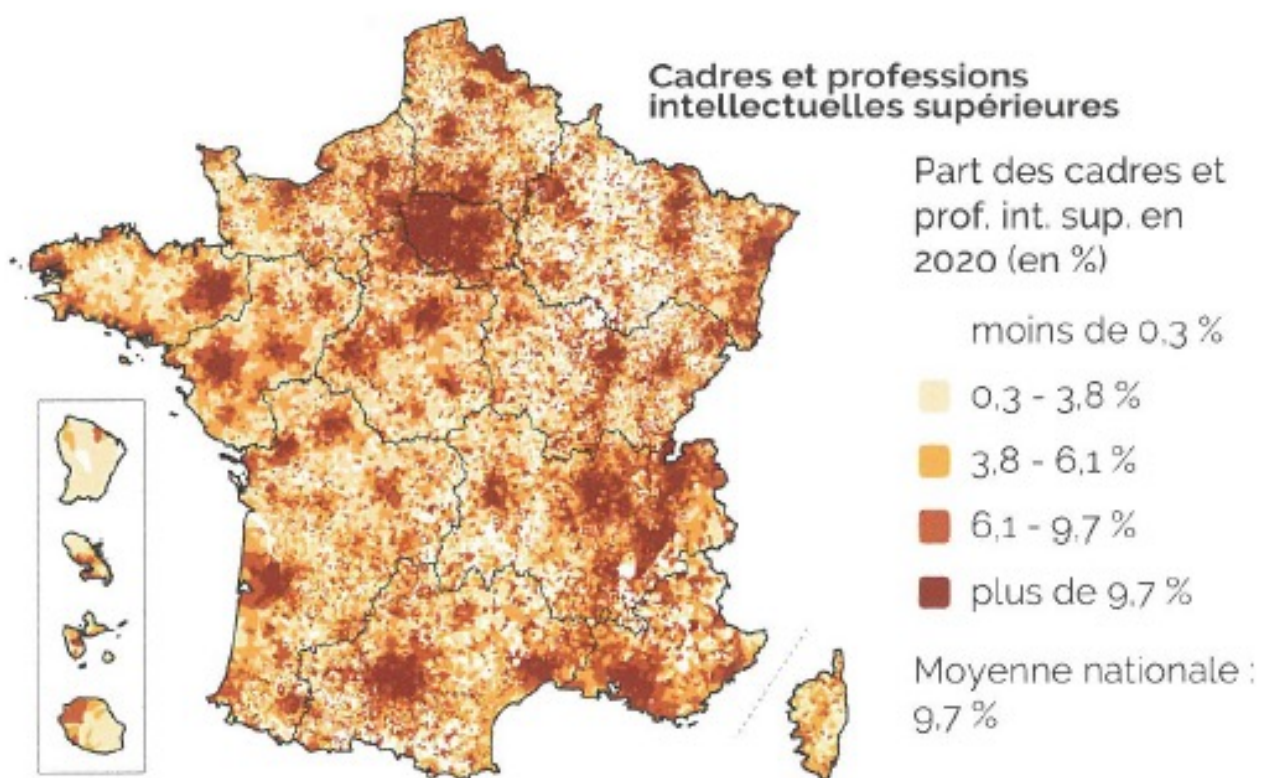 Cadres et professions
intellectuelles supérieures
Part des cadres et
prof. int. sup. en
2020 (en %)
moins de 0,3 %
0,3 - 3,8 %
3,8 - 6,1 %
6,1 - 9,7 %
plus de 9,7 %
Moyenne nationale :
9,7 %